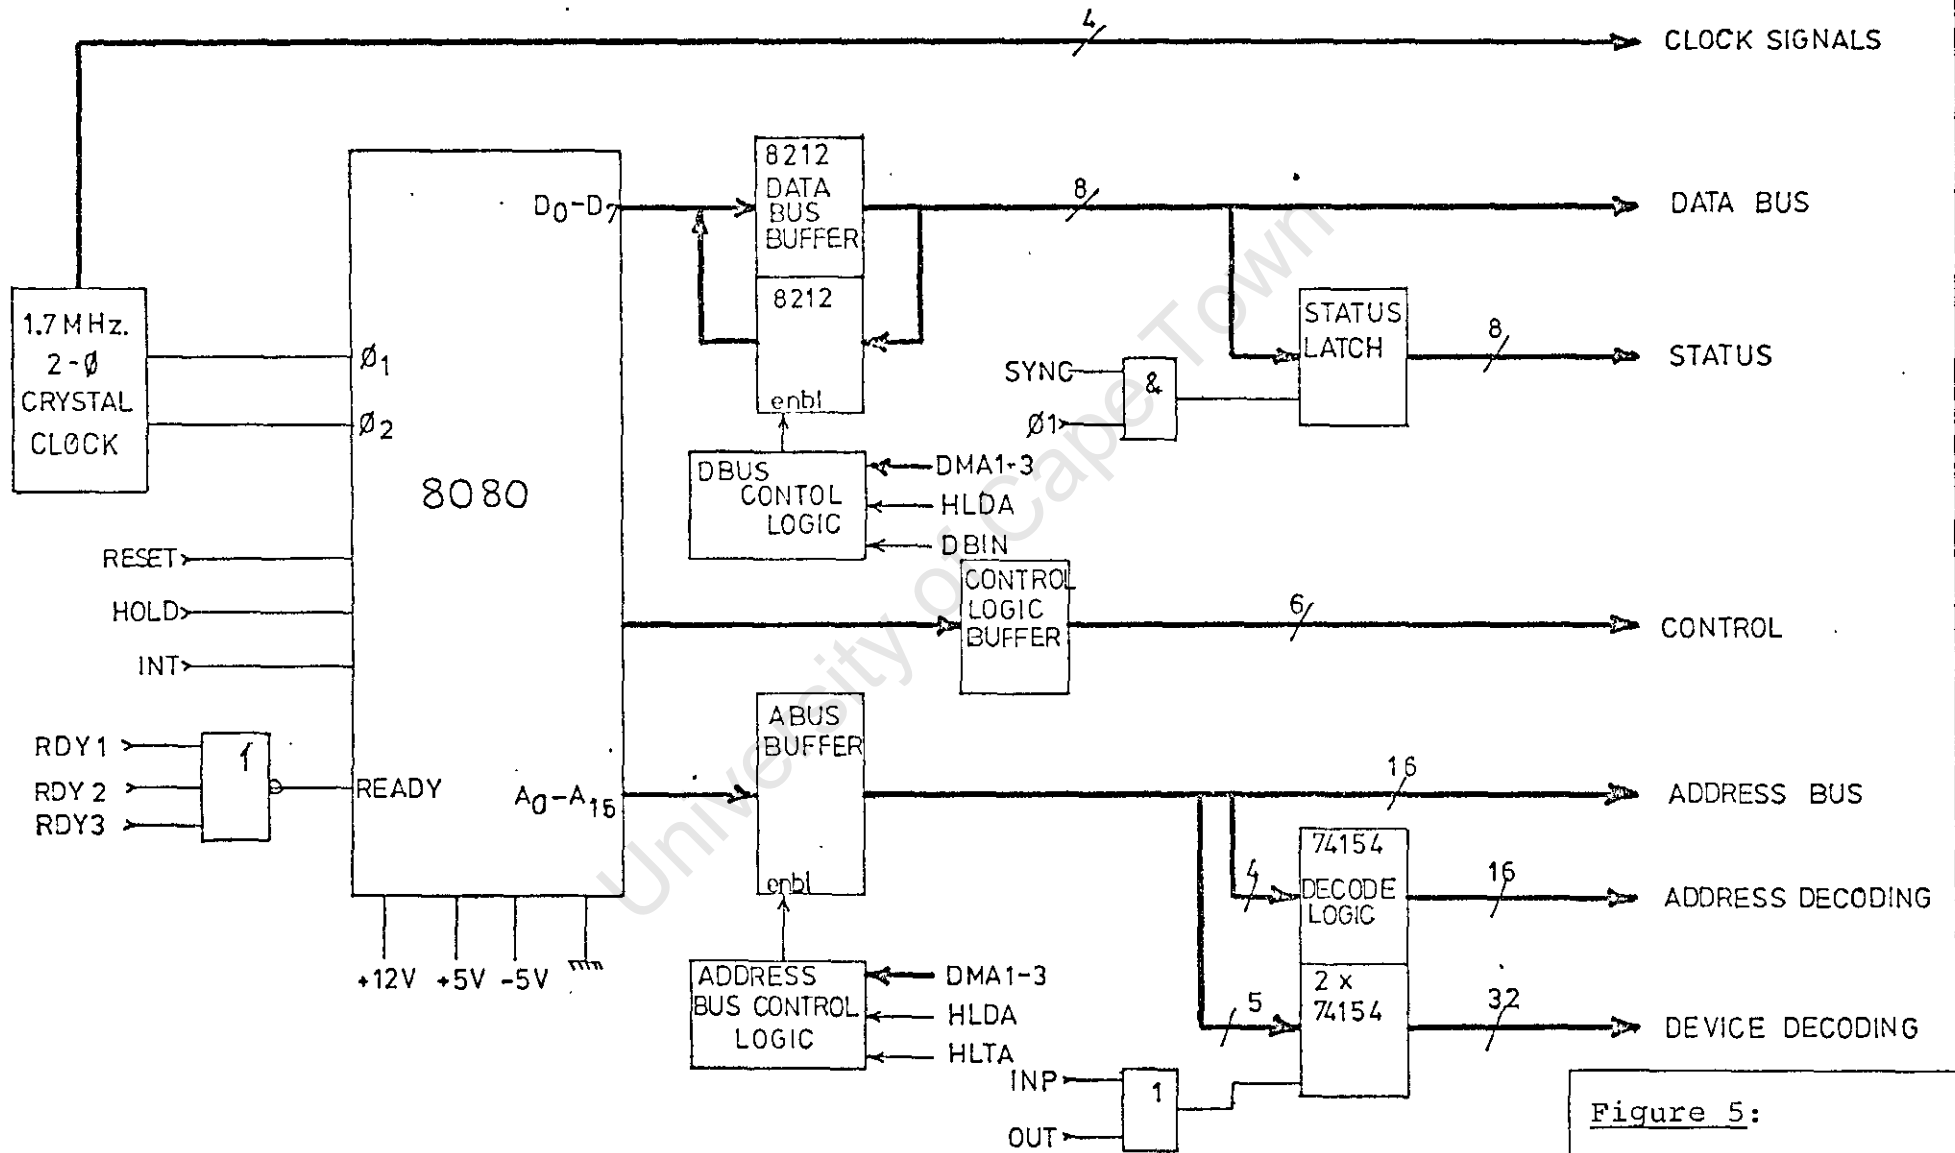 4
CLOCK SIGNALS
8212
DATA
BUS
BUFFER
D0-D7
8
DATA BUS
8212
enbl
1.7 MHz.
2-Ø
CRYSTAL
CLOCK
Ø1
Ø2
STATUS
LATCH
8
STATUS
SYNC
&
Ø1
8080
DBUS
CONTOL
LOGIC
DMA1-3
HLDA
DBIN
RESET
HOLD
INT
CONTROL
LOGIC
BUFFER
6
CONTROL
RDY1
RDY2
RDY3
1
READY
A0-A15
ABUS
BUFFER
enbl
16
ADDRESS BUS
4
74154
DECODE
LOGIC
16
ADDRESS DECODING
+12V +5V -5V
ADDRESS
BUS CONTROL
LOGIC
DMA1-3
HLDA
HLTA
5
2 x
74154
32
DEVICE DECODING
INP
OUT
1
Figure 5:
University of Cape Town